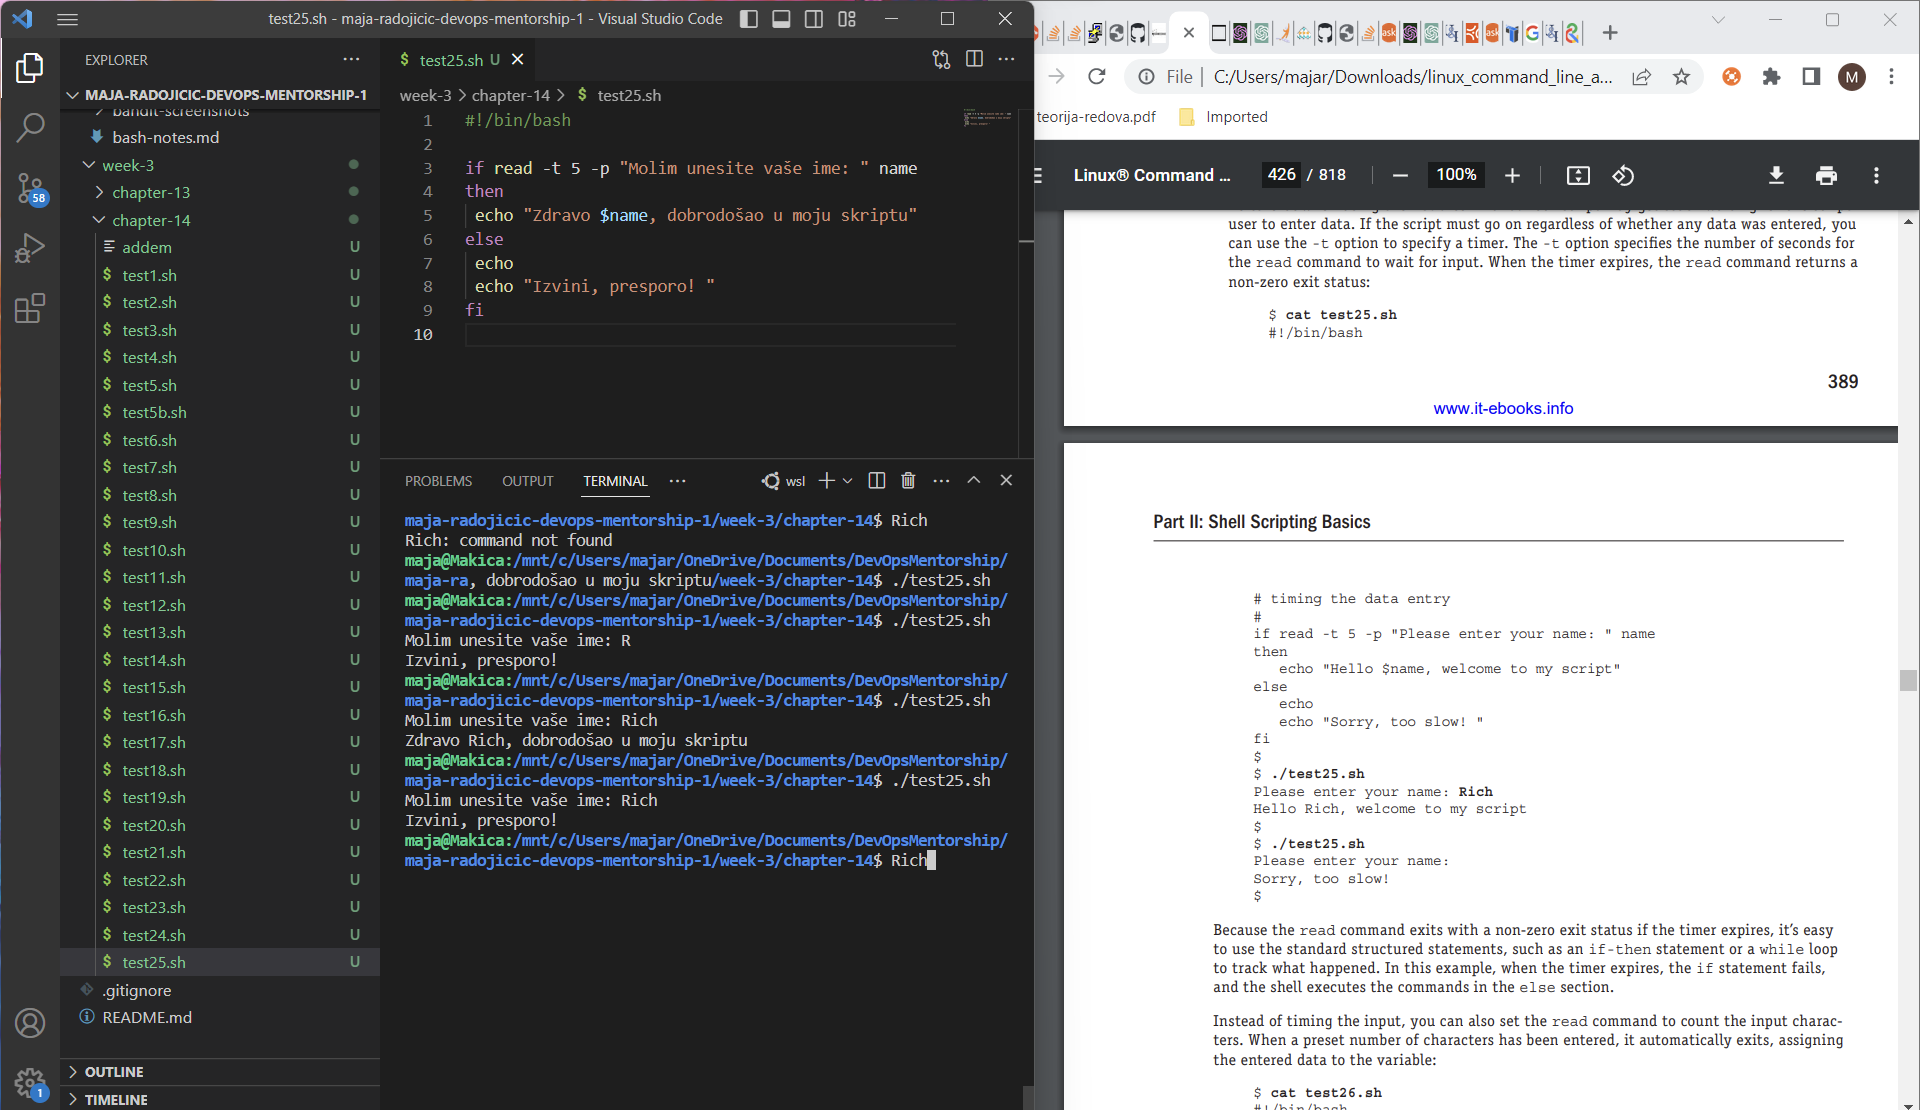 test25.sh - maja-radojicic-devops-mentorship-1 - Visual Studio Code
EXPLORER
MAJA-RADOJICIC-DEVOPS-MENTORSHIP-1
bandit-screenshots
bash-notes.md
week-3
chapter-13
chapter-14
addem U
$ test1.sh U
$ test2.sh U
$ test3.sh U
$ test4.sh U
$ test5.sh U
$ test5b.sh U
$ test6.sh U
$ test7.sh U
$ test8.sh U
$ test9.sh U
$ test10.sh U
$ test11.sh U
$ test12.sh U
$ test13.sh U
$ test14.sh U
$ test15.sh U
$ test16.sh U
$ test17.sh U
$ test18.sh U
$ test19.sh U
$ test20.sh U
$ test21.sh U
$ test22.sh U
$ test23.sh U
$ test24.sh U
$ test25.sh U
.gitignore
README.md
OUTLINE
TIMELINE
58
1
$ test25.sh U
week-3 > chapter-14 > $ test25.sh
1 #!/bin/bash
2
3 if read -t 5 -p "Molim unesite vaše ime: " name
4 then
5 echo "Zdravo $name, dobrodošao u moju skriptu"
6 else
7 echo
8 echo "Izvini, presporo! "
9 fi
10
PROBLEMS OUTPUT TERMINAL
wsl
maja-radojicic-devops-mentorship-1/week-3/chapter-14$ Rich
Rich: command not found
maja@Makica:/mnt/c/Users/majar/OneDrive/Documents/DevOpsMentorship/
maja-ra, dobrodošao u moju skriptu/week-3/chapter-14$ ./test25.sh
maja@Makica:/mnt/c/Users/majar/OneDrive/Documents/DevOpsMentorship/
maja-radojicic-devops-mentorship-1/week-3/chapter-14$ ./test25.sh
Molim unesite vaše ime: R
Izvini, presporo!
maja@Makica:/mnt/c/Users/majar/OneDrive/Documents/DevOpsMentorship/
maja-radojicic-devops-mentorship-1/week-3/chapter-14$ ./test25.sh
Molim unesite vaše ime: Rich
Zdravo Rich, dobrodošao u moju skriptu
maja@Makica:/mnt/c/Users/majar/OneDrive/Documents/DevOpsMentorship/
maja-radojicic-devops-mentorship-1/week-3/chapter-14$ ./test25.sh
Molim unesite vaše ime: Rich
Izvini, presporo!
maja@Makica:/mnt/c/Users/majar/OneDrive/Documents/DevOpsMentorship/
maja-radojicic-devops-mentorship-1/week-3/chapter-14$ Rich
File | C:/Users/majar/Downloads/linux_command_line_a...
M
teorija-redova.pdf Imported
Linux® Command ... 426 / 818 100%
user to enter data. If the script must go on regardless of whether any data was entered, you
can use the -t option to specify a timer. The -t option specifies the number of seconds for
the read command to wait for input. When the timer expires, the read command returns a
non-zero exit status:
$ cat test25.sh
#!/bin/bash
389
www.it-ebooks.info
Part II: Shell Scripting Basics
# timing the data entry
#
if read -t 5 -p "Please enter your name: " name
then
echo "Hello $name, welcome to my script"
else
echo
echo "Sorry, too slow! "
fi
$
$ ./test25.sh
Please enter your name: Rich
Hello Rich, welcome to my script
$
$ ./test25.sh
Please enter your name:
Sorry, too slow!
$
Because the read command exits with a non-zero exit status if the timer expires, it’s easy
to use the standard structured statements, such as an if-then statement or a while loop
to track what happened. In this example, when the timer expires, the if statement fails,
and the shell executes the commands in the else section.
Instead of timing the input, you can also set the read command to count the input charac-
ters. When a preset number of characters has been entered, it automatically exits, assigning
the entered data to the variable:
$ cat test26.sh
#!/bin/bash